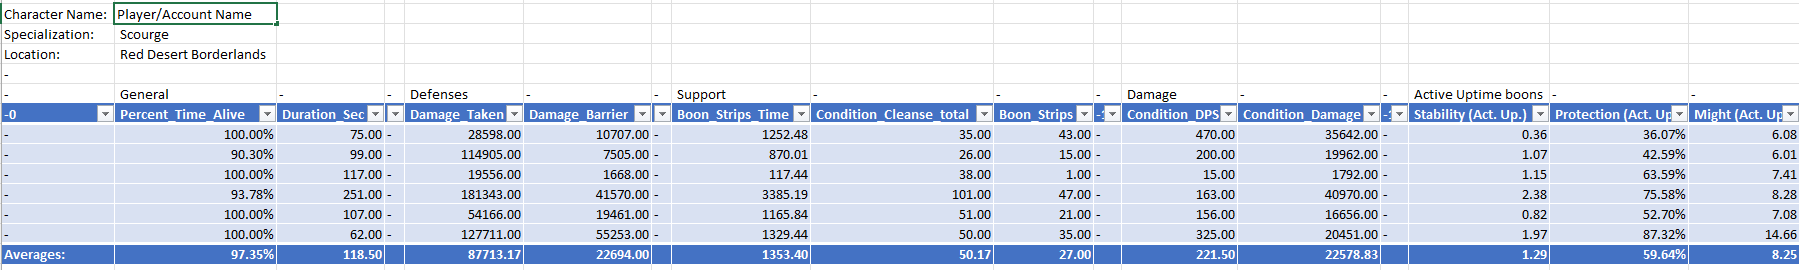 Character Name: Player/Account Name
Specialization: Scourge
Location: Red Desert Borderlands
-
- General - - Defenses - - Support - - - Damage - - Active Uptime boons - -
-0 Percent_Time_Alive Duration_Sec Damage_Taken Damage_Barrier Boon_Strips_Time Condition_Cleanse_total Boon_Strips -1 Condition_DPS Condition_Damage -1 Stability (Act. Up.) Protection (Act. Up Might (Act. Up
- 100.00% 75.00 - 28598.00 10707.00 - 1252.48 35.00 43.00 - 470.00 35642.00 - 0.36 36.07% 6.08
- 90.30% 99.00 - 114905.00 7505.00 - 870.01 26.00 15.00 - 200.00 19962.00 - 1.07 42.59% 6.01
- 100.00% 117.00 - 19556.00 1668.00 - 117.44 38.00 1.00 - 15.00 1792.00 - 1.15 63.59% 7.41
- 93.78% 251.00 - 181343.00 41570.00 - 3385.19 101.00 47.00 - 163.00 40970.00 - 2.38 75.58% 8.28
- 100.00% 107.00 - 54166.00 19461.00 - 1165.84 51.00 21.00 - 156.00 16656.00 - 0.82 52.70% 7.08
- 100.00% 62.00 - 127711.00 55253.00 - 1329.44 50.00 35.00 - 325.00 20451.00 - 1.97 87.32% 14.66
Averages: 97.35% 118.50 87713.17 22694.00 1353.40 50.17 27.00 221.50 22578.83 1.29 59.64% 8.25